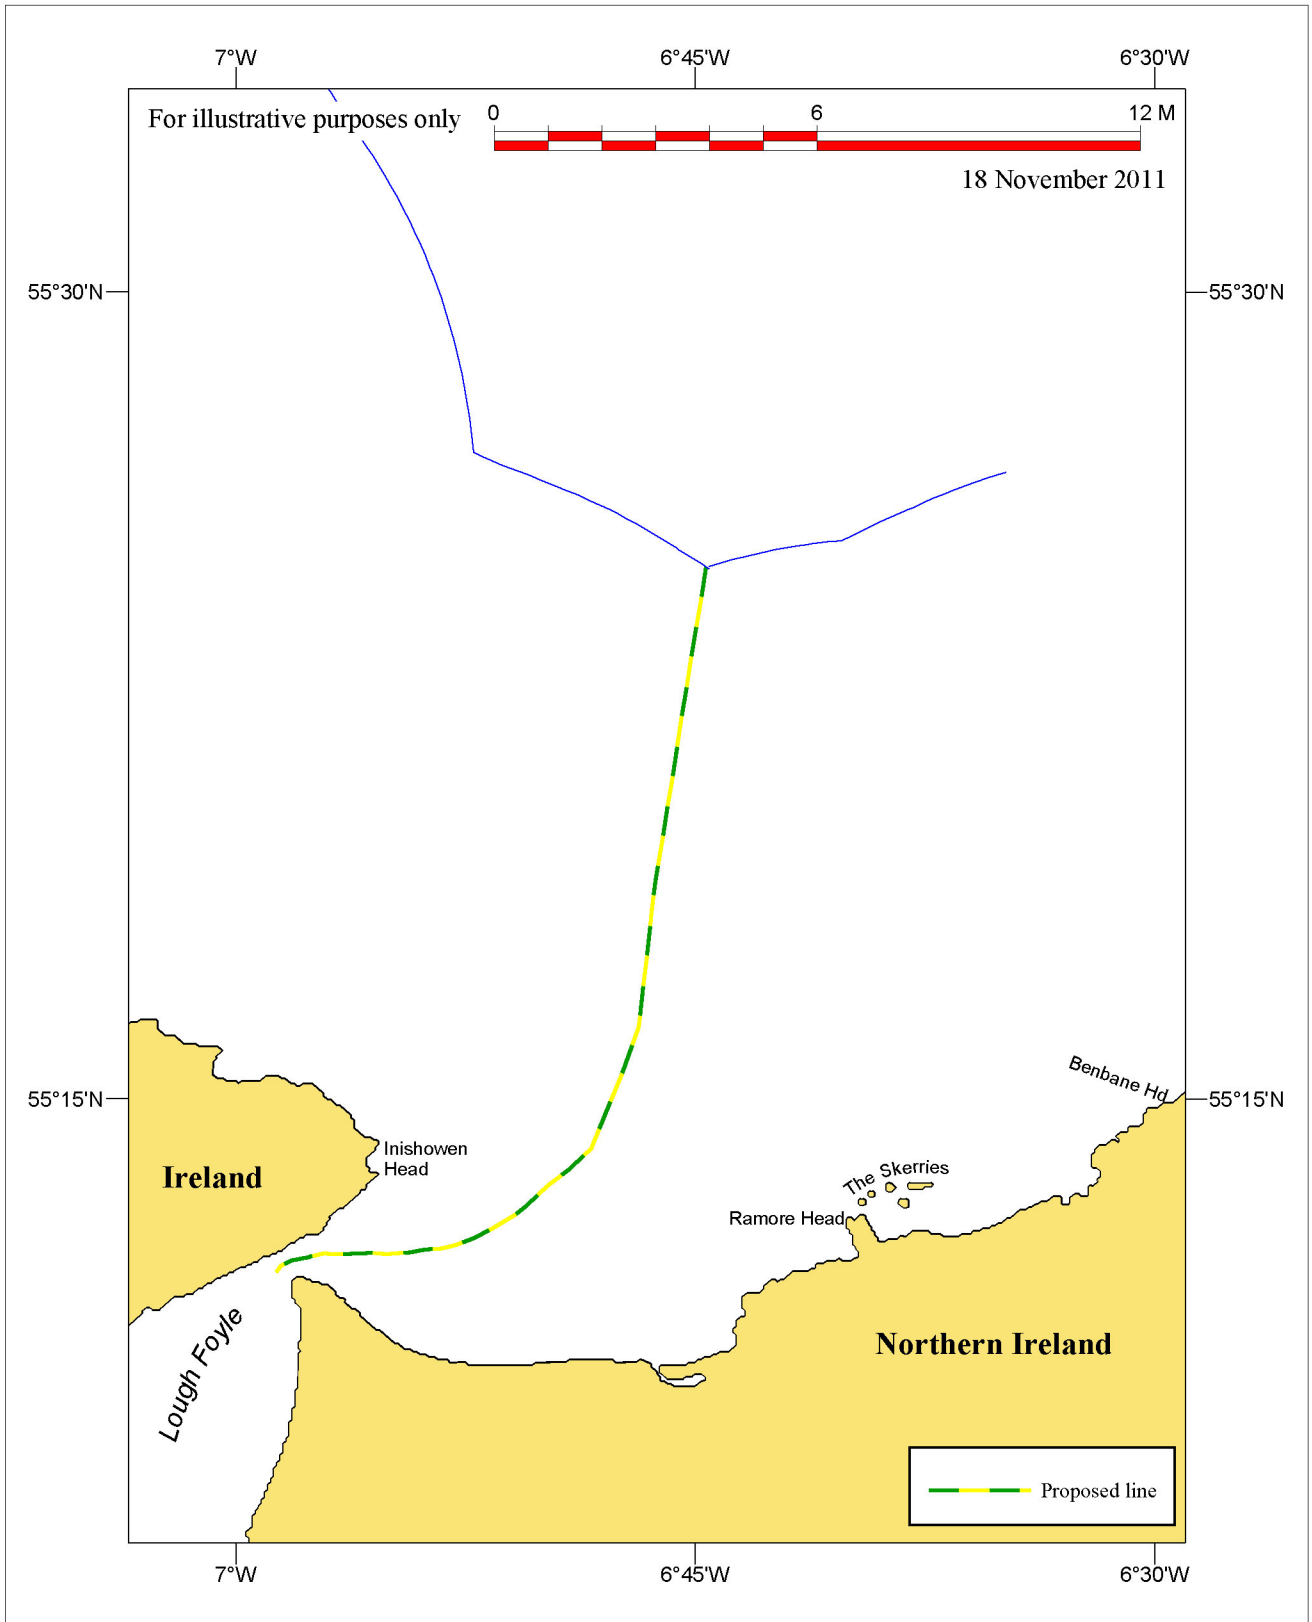 7°W 6°45'W 6°30'W
For illustrative purposes only
0 6 12 M
18 November 2011
55°30'N 55°30'N
Benbane Hd
55°15'N 55°15'N
Inishowen
Head
Ireland
The Skerries
Ramore Head
Lough Foyle
Northern Ireland
Proposed line
7°W 6°45'W 6°30'W